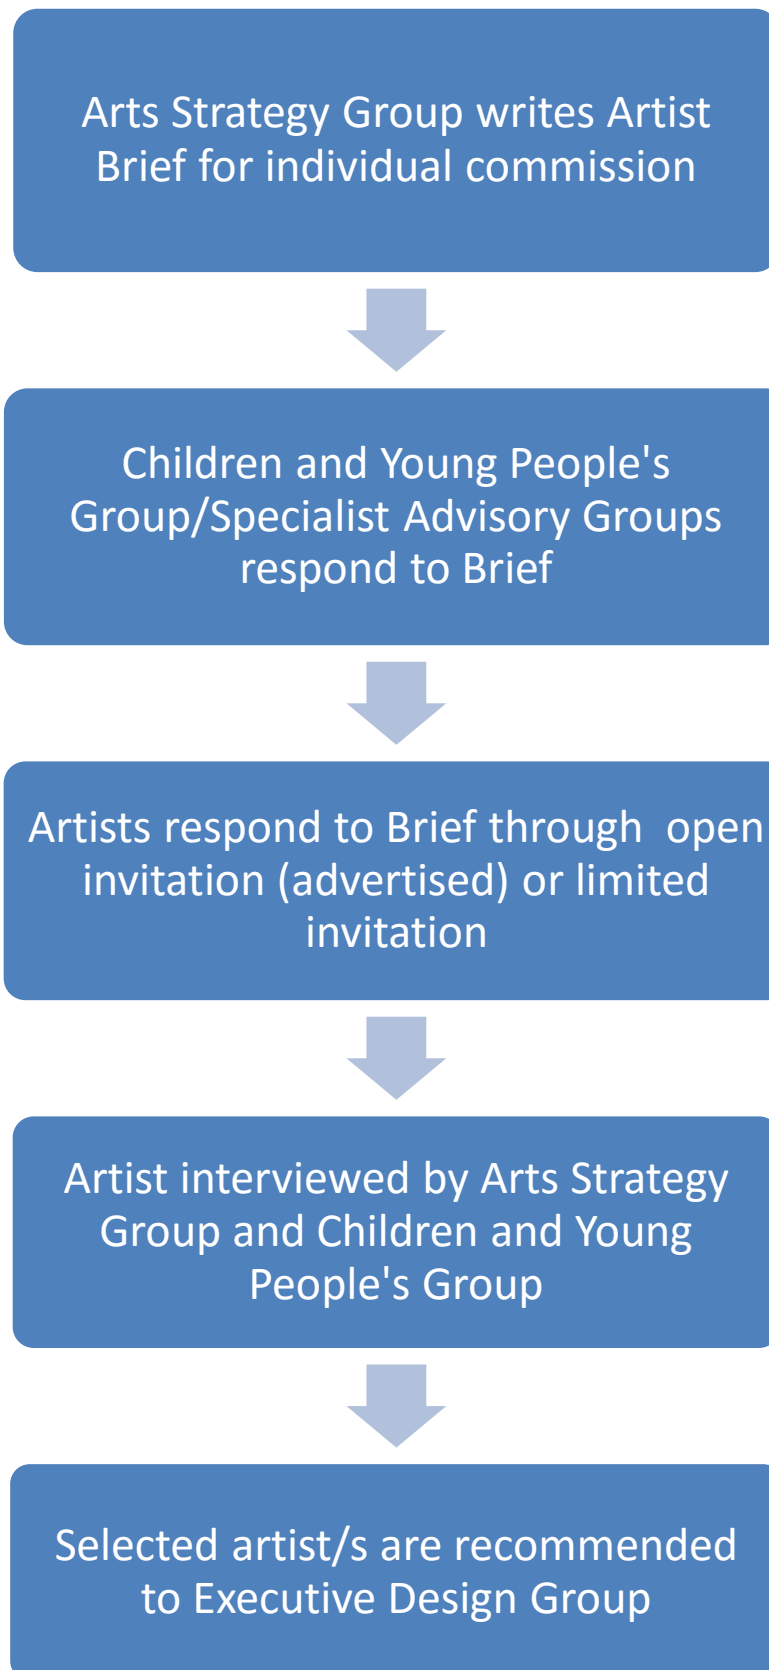 Arts Strategy Group writes Artist
Brief for individual commission
Children and Young People's
Group/Specialist Advisory Groups
respond to Brief
Artists respond to Brief through  open
invitation (advertised) or limited
invitation
Artist interviewed by Arts Strategy
Group and Children and Young
People's Group
Selected artist/s are recommended
to Executive Design Group